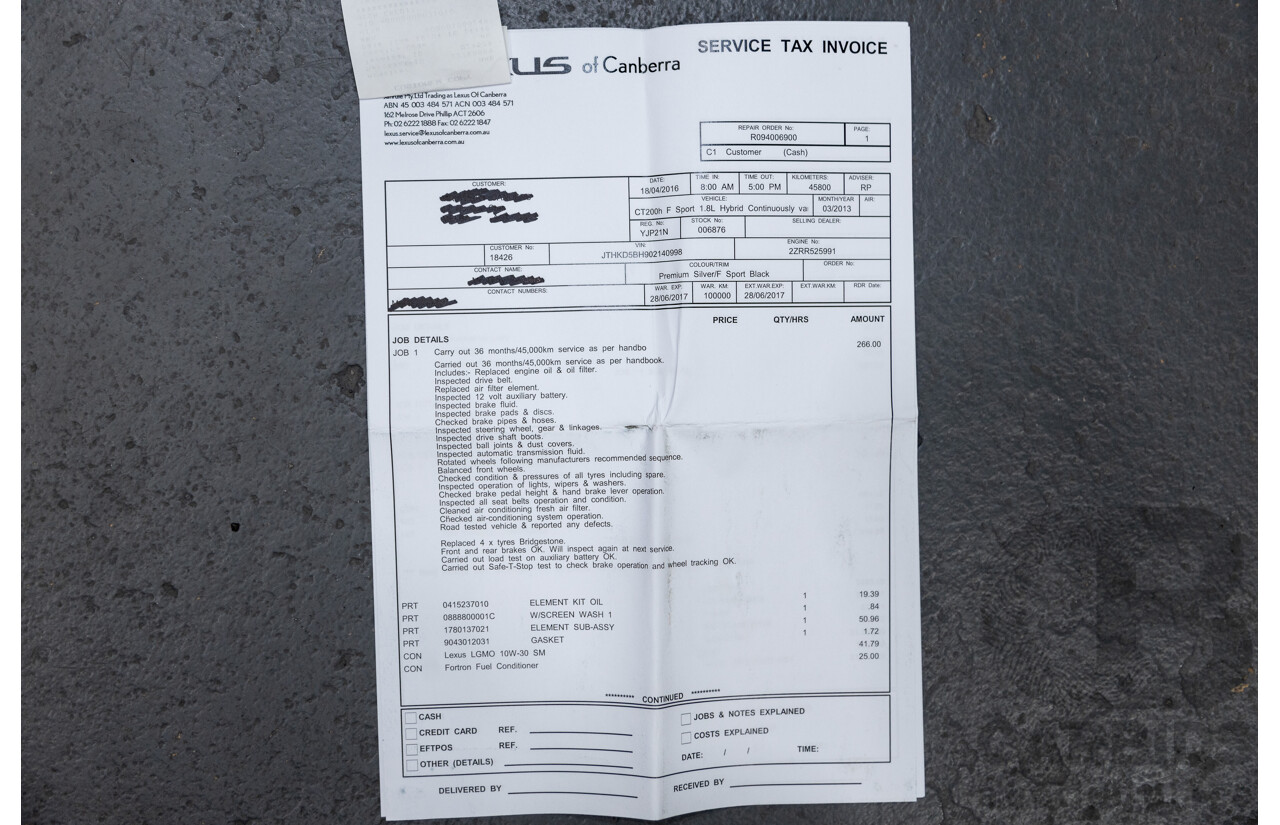 SERVICE TAX INVOICE
US of Canberra
Pty.Ltd Trading as Lexus Of Canberra
ABN 45 003 484 571 ACN 003 484 571
162 Melrose Drive Phillip ACT 2606
Ph: 02 6222 1888 Fax: 02 6222 1847
lexus.service@lexusofcanberra.com.au
www.lexusofcanberra.com.au
REPAIR ORDER No: PAGE:
R094006900 1
C1 Customer (Cash)
CUSTOMER: DATE: TIME IN: TIME OUT: KILOMETERS: ADVISER:
18/04/2016 8:00 AM 5:00 PM 45800 RP
VEHICLE: MONTH/YEAR AIR:
CT200h F Sport 1.8L Hybrid Continuously va 03/2013
REG. No: STOCK No: SELLING DEALER:
YJP21N 006876
CUSTOMER No: VIN: ENGINE No:
18426 JTHKD5BH902140998 2ZRR525991
CONTACT NAME: COLOUR/TRIM ORDER No:
Premium Silver/F Sport Black
CONTACT NUMBERS: WAR. EXP: WAR. KM: EXT.WAR.EXP: EXT.WAR.KM: RDR Date:
28/06/2017 100000 28/06/2017
PRICE QTY/HRS AMOUNT
JOB DETAILS
JOB 1 Carry out 36 months/45,000km service as per handbo 266.00
Carried out 36 months/45,000km service as per handbook.
Includes:- Replaced engine oil & oil filter.
Inspected drive belt.
Replaced air filter element.
Inspected 12 volt auxiliary battery.
Inspected brake fluid.
Inspected brake pads & discs.
Checked brake pipes & hoses.
Inspected steering wheel, gear & linkages.
Inspected drive shaft boots.
Inspected ball joints & dust covers.
Inspected automatic transmission fluid.
Rotated wheels following manufacturers recommended sequence.
Balanced front wheels.
Checked condition & pressures of all tyres including spare.
Inspected operation of lights, wipers & washers.
Checked brake pedal height & hand brake lever operation.
Inspected all seat belts operation and condition.
Cleaned air conditioning fresh air filter.
Checked air-conditioning system operation.
Road tested vehicle & reported any defects.
Replaced 4 x tyres Bridgestone.
Front and rear brakes OK. Will inspect again at next service.
Carried out load test on auxiliary battery OK.
Carried out Safe-T-Stop test to check brake operation and wheel tracking OK.
PRT 0415237010 ELEMENT KIT OIL 1 19.39
PRT 0888800001C W/SCREEN WASH 1 1 .84
PRT 1780137021 ELEMENT SUB-ASSY 1 50.96
PRT 9043012031 GASKET 1 1.72
CON Lexus LGMO 10W-30 SM 41.79
CON Fortron Fuel Conditioner 25.00
********** CONTINUED **********
CASH JOBS & NOTES EXPLAINED
CREDIT CARD REF. COSTS EXPLAINED
EFTPOS REF. DATE: / / TIME:
OTHER (DETAILS)
DELIVERED BY RECEIVED BY